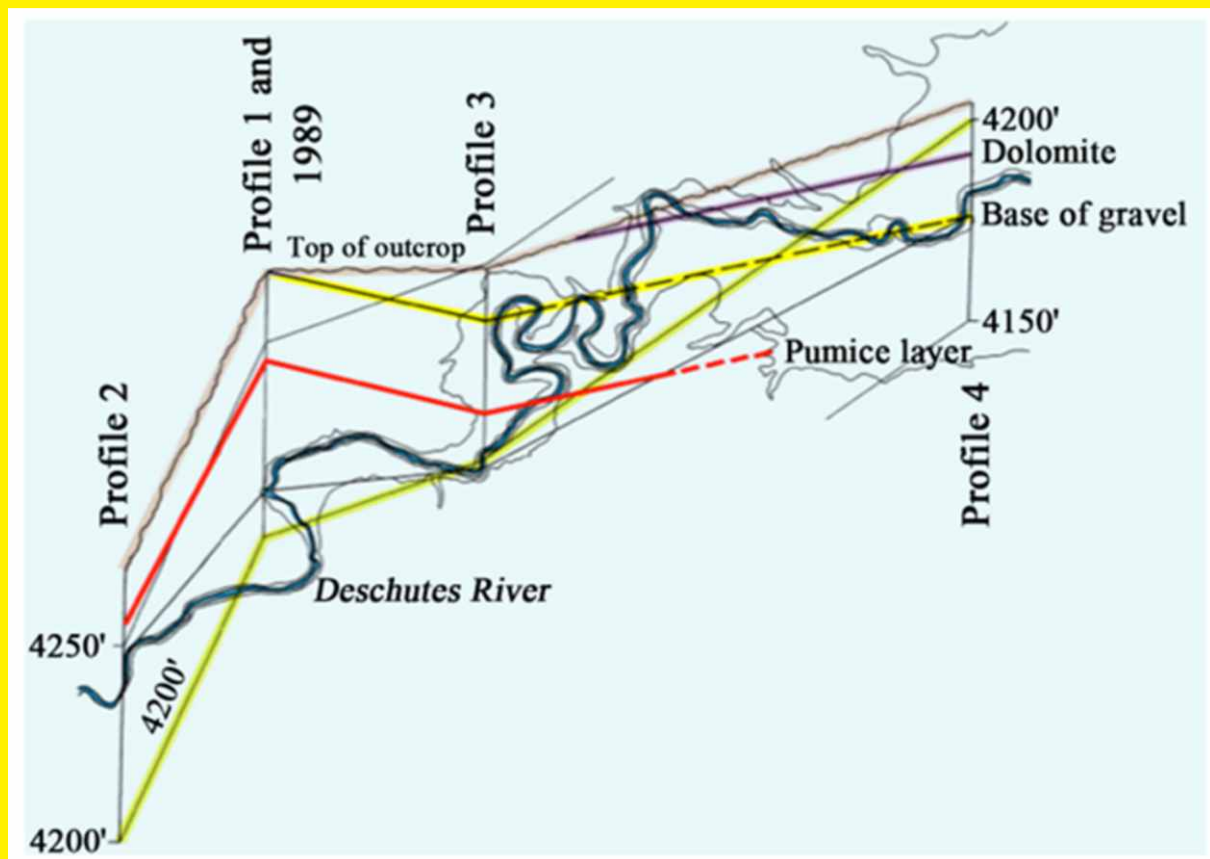 Profile 1 and
1989
Profile 3
4200'
Dolomite
Top of outcrop
Base of gravel
4150'
Pumice layer
Profile 2
Profile 4
Deschutes River
4250'
4200'
4200'